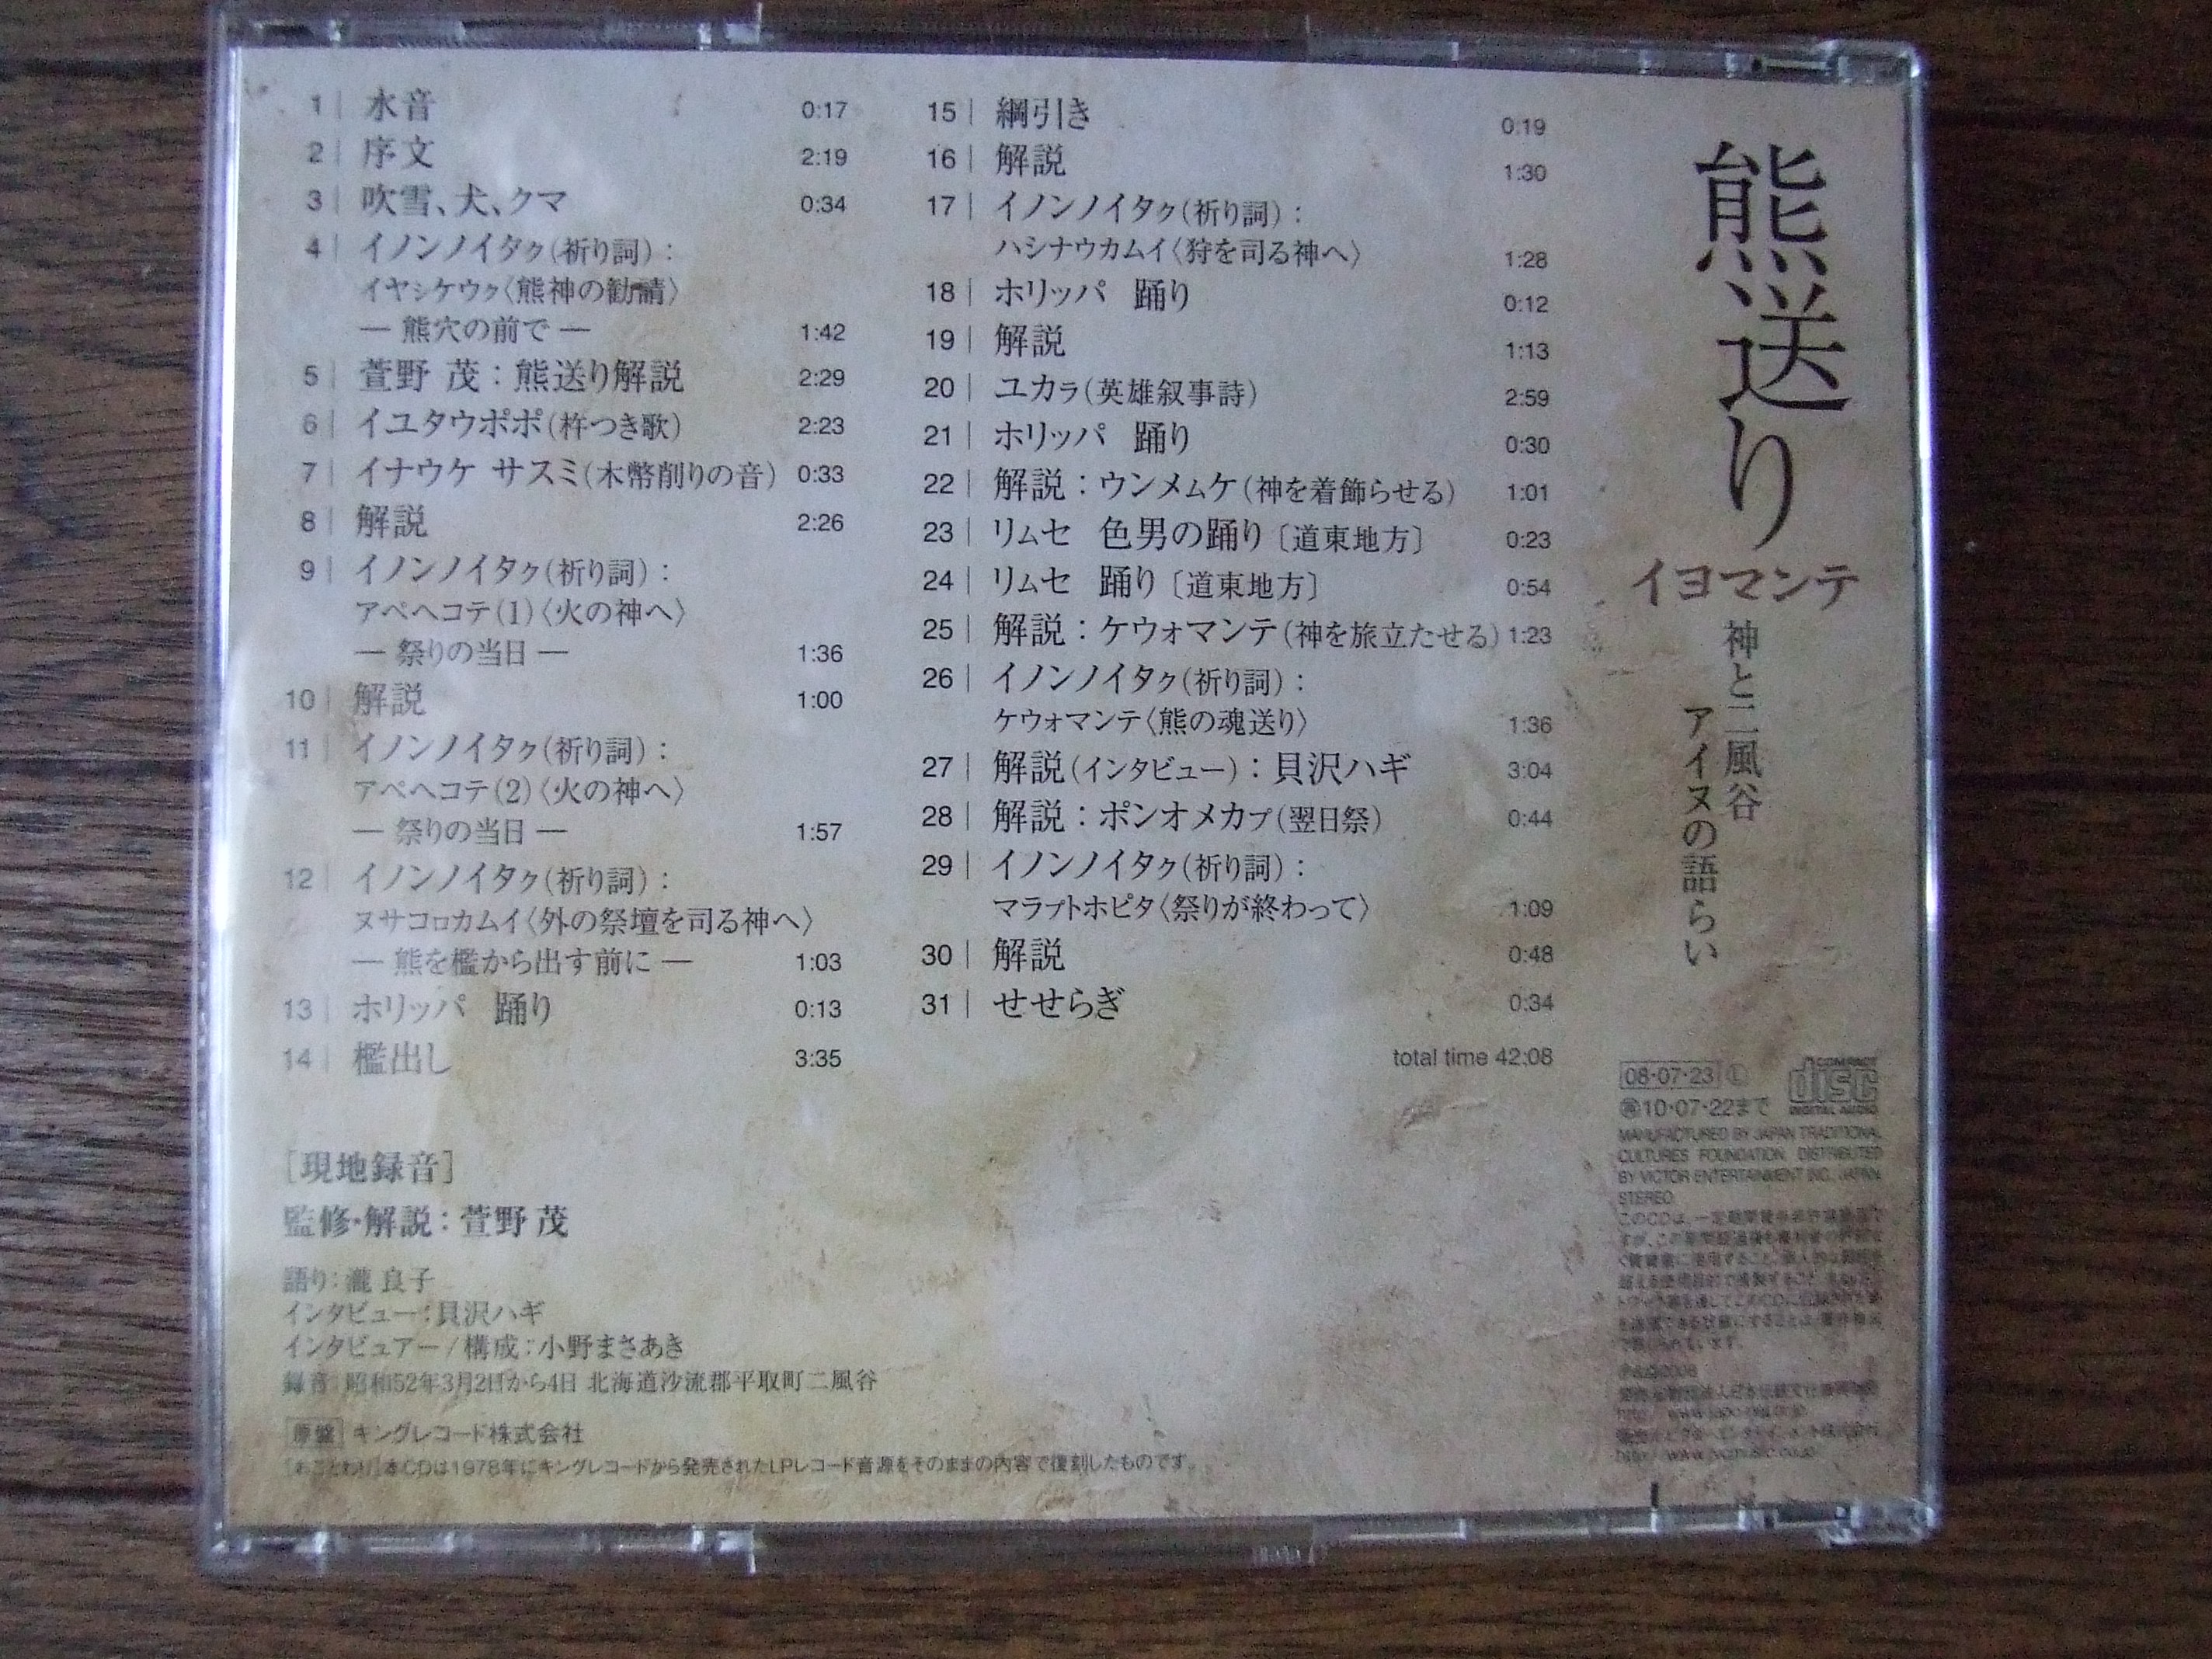 1 | 水音 0:17
2 | 序文 2:19
3 | 吹雪、犬、クマ 0:34
4 | イノンノイタㇰ(祈り詞)：
イヤㇱケウㇰ〈熊神の勧請〉
― 熊穴の前で ― 1:42
5 | 萱野 茂：熊送り解説 2:29
6 | イユタウポポ(杵つき歌) 2:23
7 | イナウケ サスミ(木幣削りの音) 0:33
8 | 解説 2:26
9 | イノンノイタㇰ(祈り詞)：
アペヘコテ(1)〈火の神へ〉
― 祭りの当日 ― 1:36
10 | 解説 1:00
11 | イノンノイタㇰ(祈り詞)：
アペヘコテ(2)〈火の神へ〉
― 祭りの当日 ― 1:57
12 | イノンノイタㇰ(祈り詞)：
ヌサコㇿカムイ〈外の祭壇を司る神へ〉
― 熊を檻から出す前に ― 1:03
13 | ホリッパ 踊り 0:13
14 | 檻出し 3:35
15 | 綱引き 0:19
16 | 解説 1:30
17 | イノンノイタㇰ(祈り詞)：
ハシナウカムイ〈狩を司る神へ〉 1:28
18 | ホリッパ 踊り 0:12
19 | 解説 1:13
20 | ユカㇻ(英雄叙事詩) 2:59
21 | ホリッパ 踊り 0:30
22 | 解説：ウンメㇺケ(神を着飾らせる) 1:01
23 | リㇺセ 色男の踊り〔道東地方〕 0:23
24 | リㇺセ 踊り〔道東地方〕 0:54
25 | 解説：ケウォマンテ(神を旅立たせる) 1:23
26 | イノンノイタㇰ(祈り詞)：
ケウォマンテ〈熊の魂送り〉 1:36
27 | 解説(インタビュー)：貝沢ハギ 3:04
28 | 解説：ポンオメカㇷ゚(翌日祭) 0:44
29 | イノンノイタㇰ(祈り詞)：
マラㇷ゚トホピタ〈祭りが終わって〉 1:09
30 | 解説 0:48
31 | せせらぎ 0:34
total time 42:08
熊送り
イヨマンテ
神と二風谷
アイヌの語らい
[現地録音]
監修・解説：萱野 茂
語り：瀧 良子
インタビュー：貝沢ハギ
インタビュアー/構成：小野まさあき
録音 昭和52年3月2日から4日 北海道沙流郡平取町二風谷
原盤 キングレコード株式会社
「おことわり」本CDは1978年にキングレコードから発売されたLPレコード音源をそのままの内容で復刻したものです。
08・07・23 Ⓛ
10・07・22まで
COMPACT disc DIGITAL AUDIO
MANUFACTURED BY JAPAN TRADITIONAL
CULTURES FOUNDATION. DISTRIBUTED
BY VICTOR ENTERTAINMENT INC. JAPAN.
STEREO